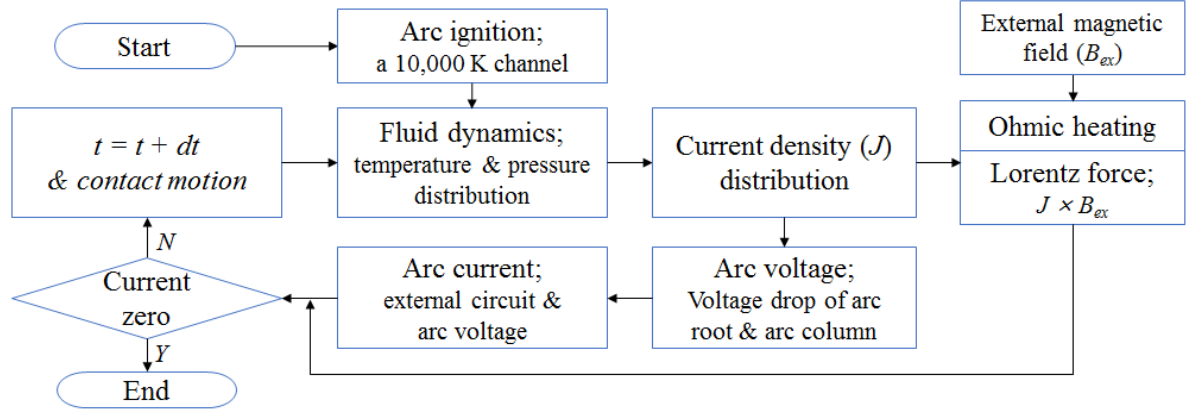 Start
Arc ignition;
a 10,000 K channel
External magnetic
field (Bex)
t = t + dt
& contact motion
Fluid dynamics;
temperature & pressure
distribution
Current density (J)
distribution
Ohmic heating
Lorentz force;
J × Bex
N
Current
zero
Arc current;
external circuit &
arc voltage
Arc voltage;
Voltage drop of arc
root & arc column
Y
End